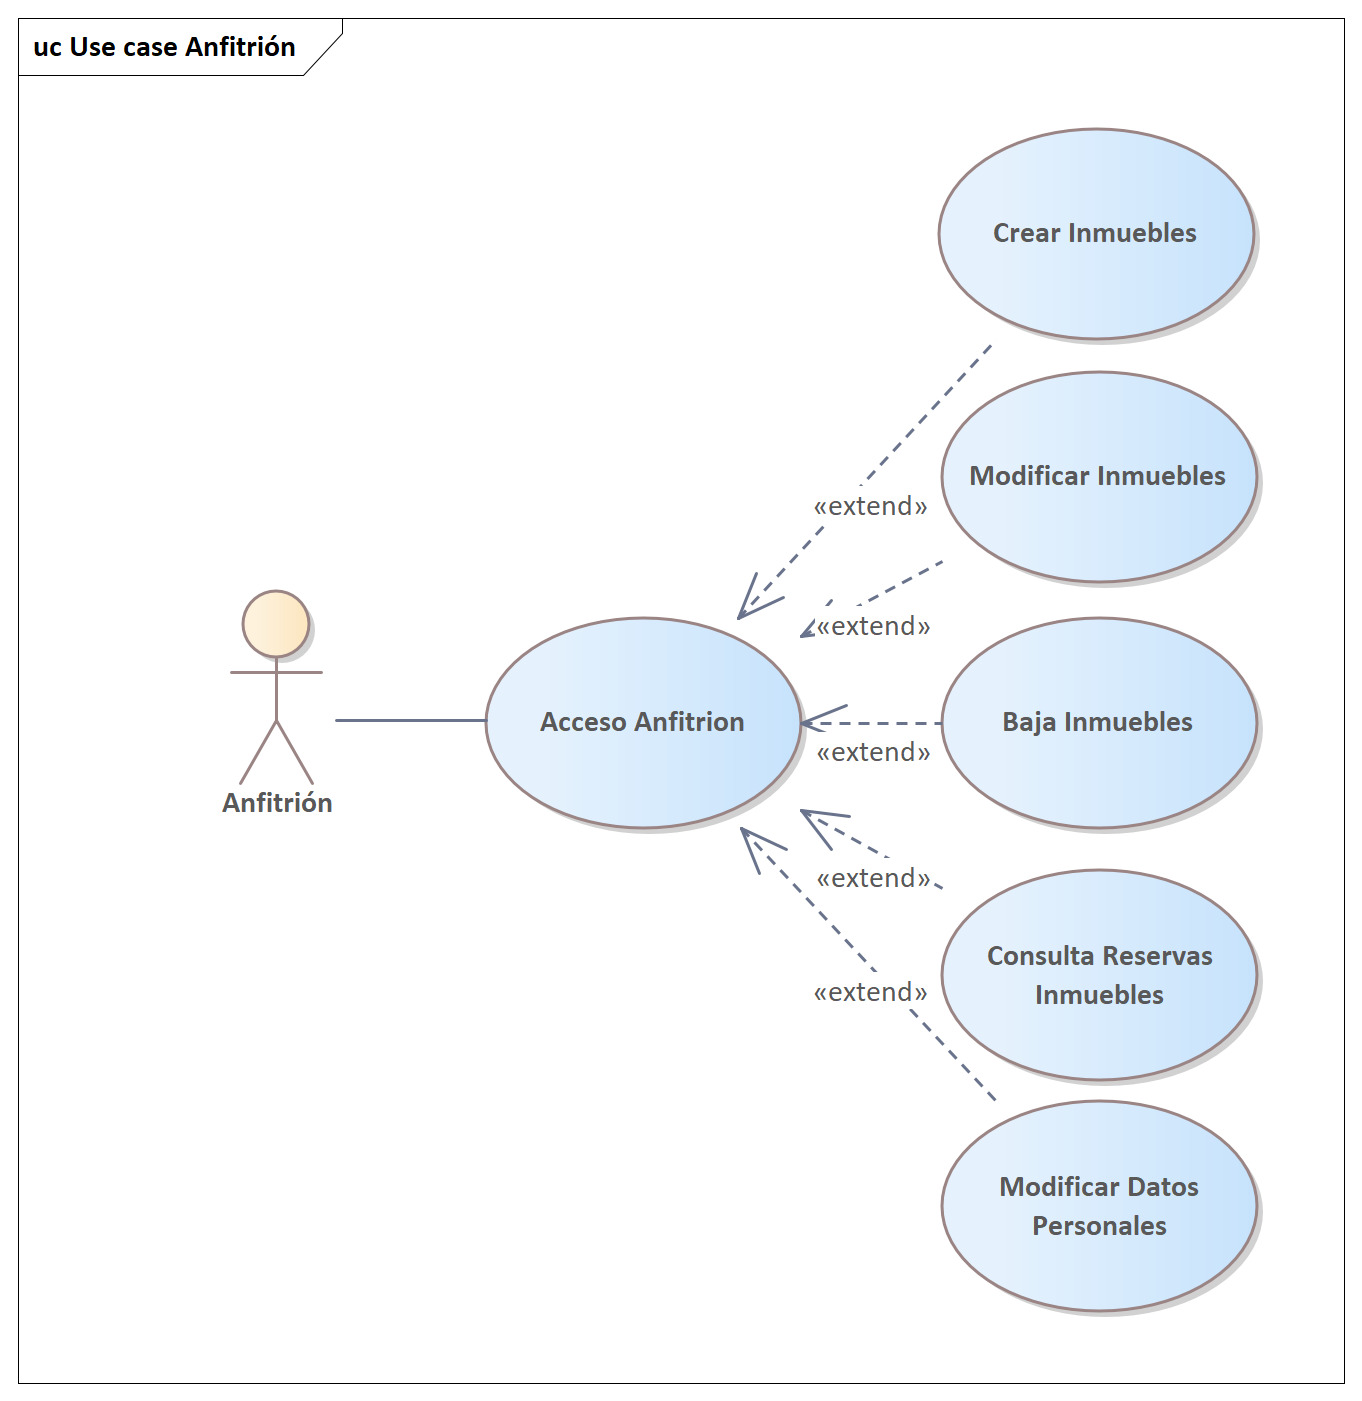 uc Use case Anfitrión
Crear Inmuebles
«extend»
Modificar Inmuebles
«extend»
Acceso Anfitrion
Baja Inmuebles
«extend»
Anfitrión
«extend»
Consulta Reservas
Inmuebles
«extend»
Modificar Datos
Personales